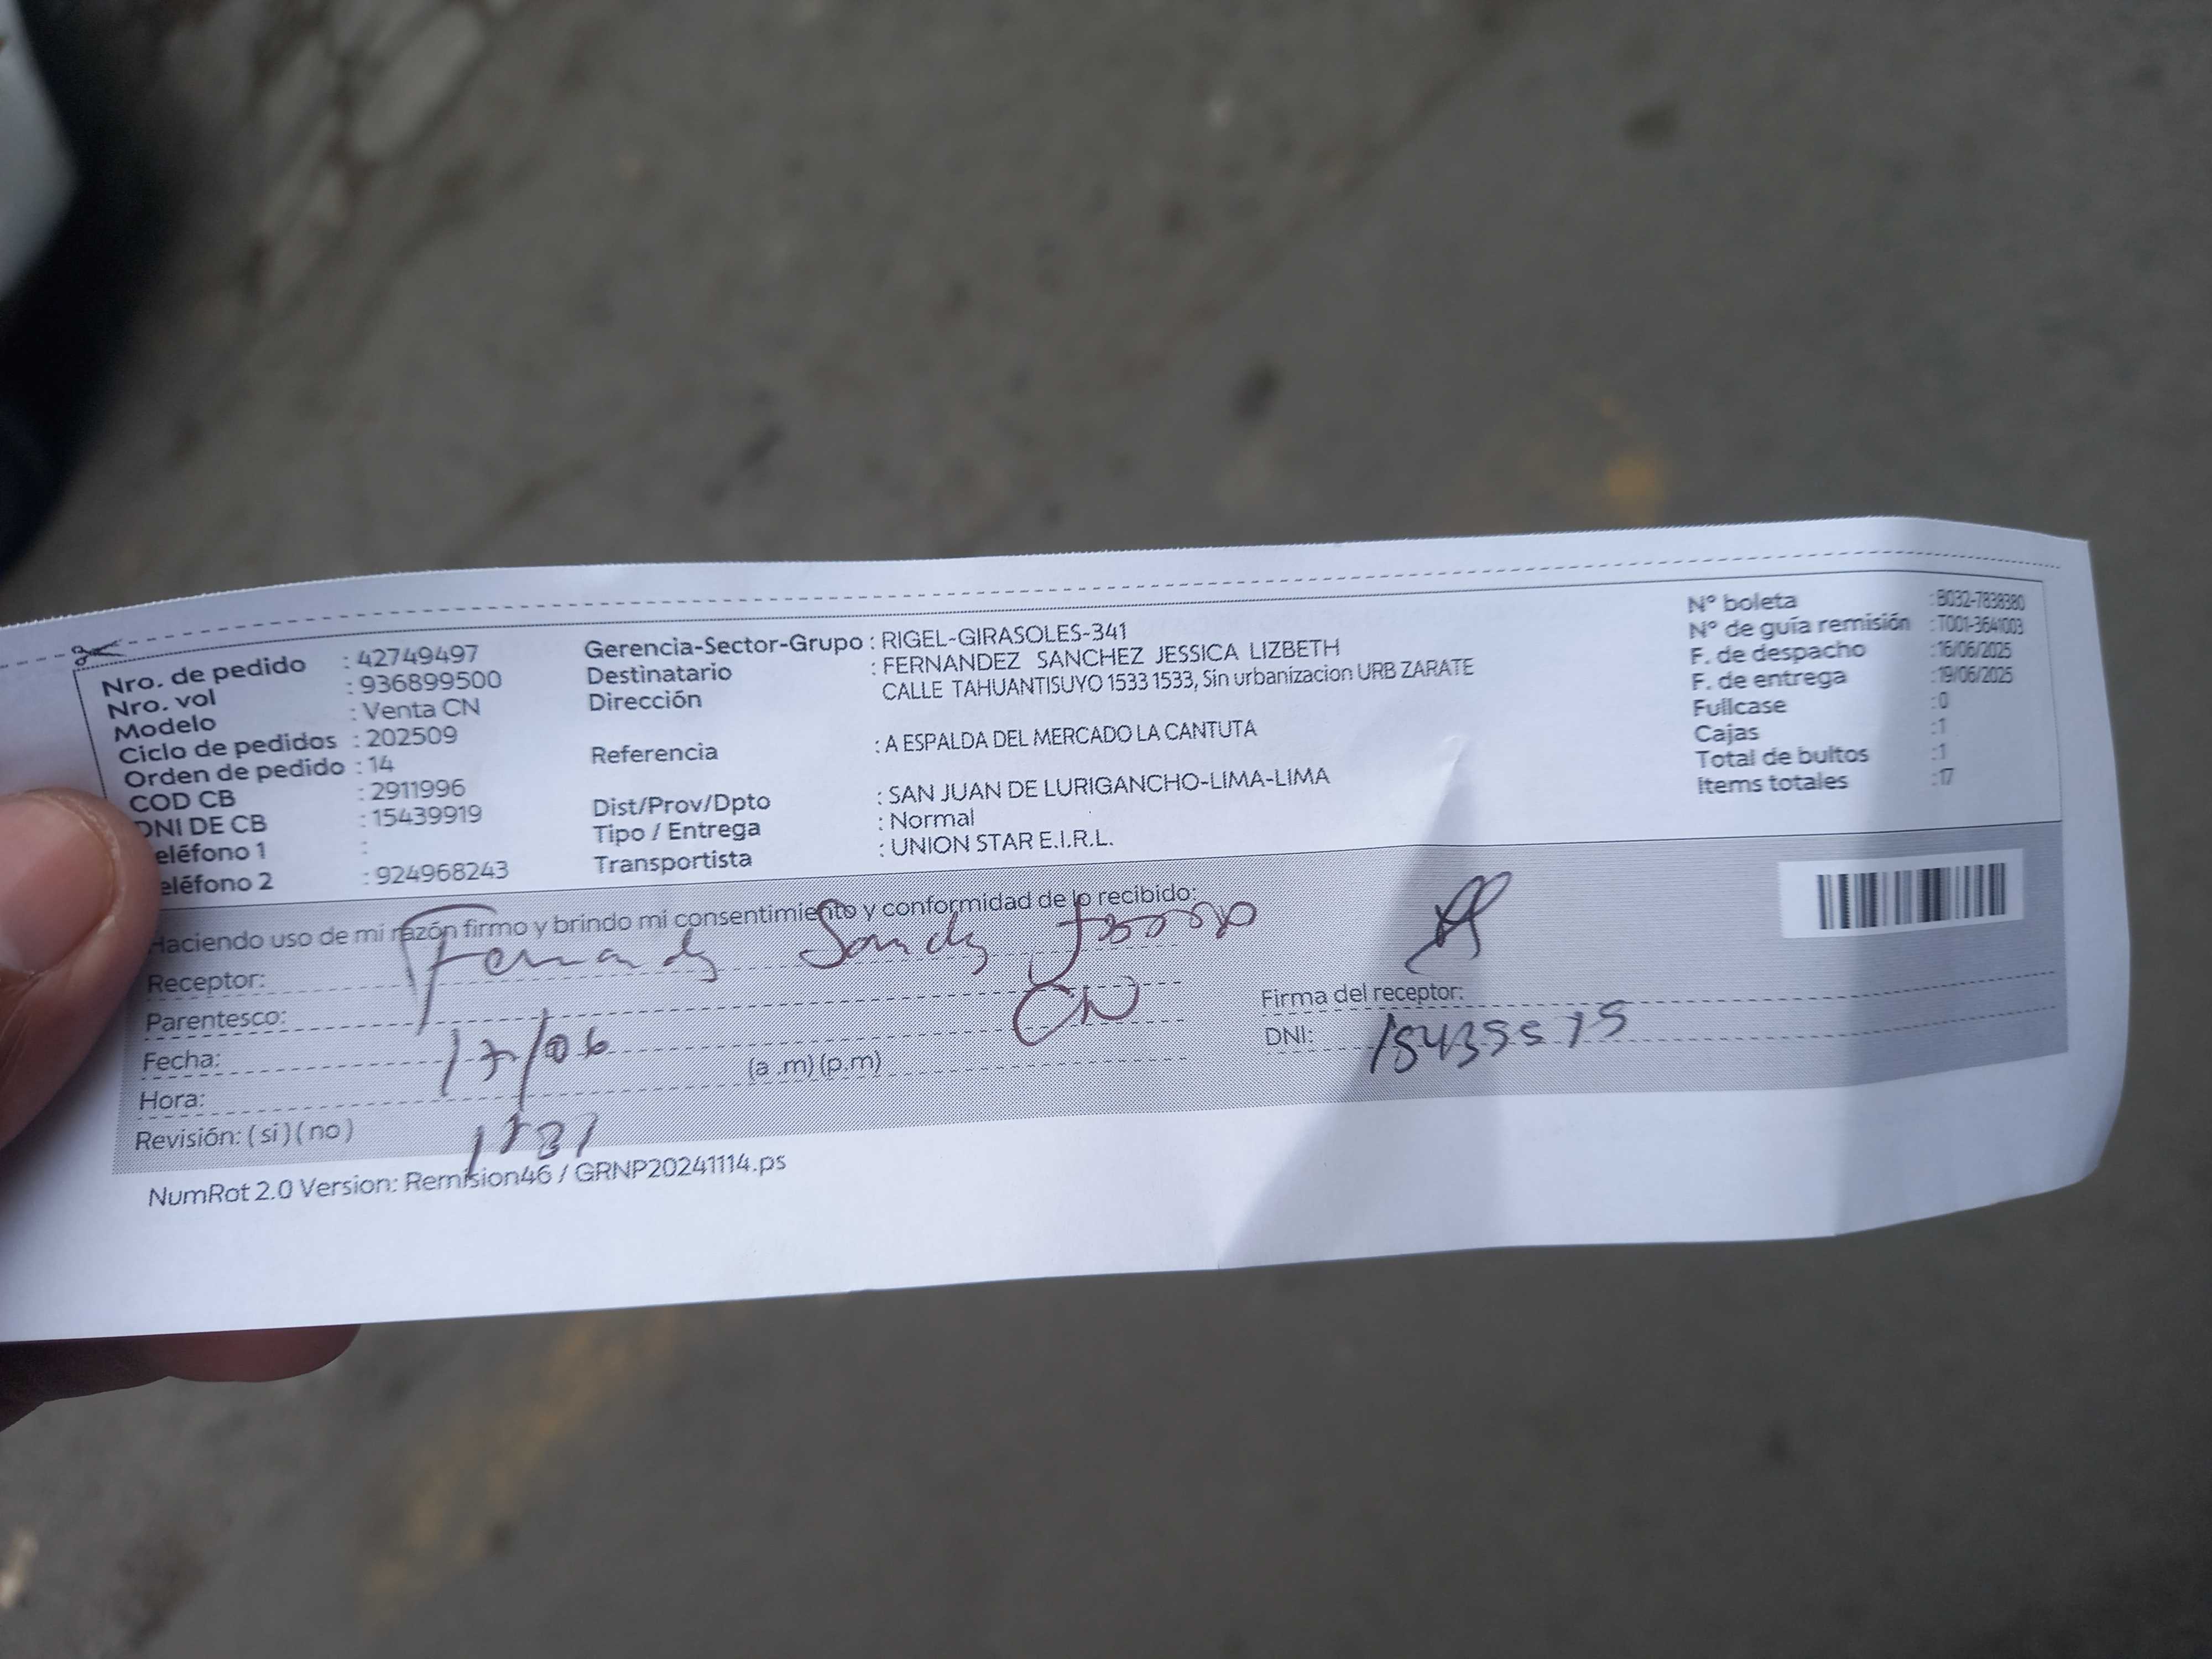 Nro. de pedido : 42749497
Nro. vol : 936899500
Modelo : Venta CN
Ciclo de pedidos : 202509
Orden de pedido : 14
COD CB : 2911996
DNI DE CB : 15439919
eléfono 1 :
eléfono 2 : 924968243
Gerencia-Sector-Grupo : RIGEL-GIRASOLES-341
Destinatario : FERNANDEZ SANCHEZ JESSICA LIZBETH
Dirección CALLE TAHUANTISUYO 1533 1533, Sin urbanizacion URB ZARATE
Referencia : A ESPALDA DEL MERCADO LA CANTUTA
Dist/Prov/Dpto : SAN JUAN DE LURIGANCHO-LIMA-LIMA
Tipo / Entrega : Normal
Transportista : UNION STAR E.I.R.L.
N° boleta : B032-7838380
N° de guía remisión : T001-3641003
F. de despacho : 16/06/2025
F. de entrega : 19/06/2025
Fullcase : 0
Cajas : 1
Total de bultos : 1
Items totales : 17
Haciendo uso de mi razón firmo y brindo mi consentimiento y conformidad de lo recibido:
Receptor:
Parentesco: CN
Fecha: 17/06
Hora: (a .m) (p.m)
Revisión: ( si ) ( no )
Firma del receptor:
DNI:
NumRot 2.0 Version: Remision46 / GRNP20241114.ps